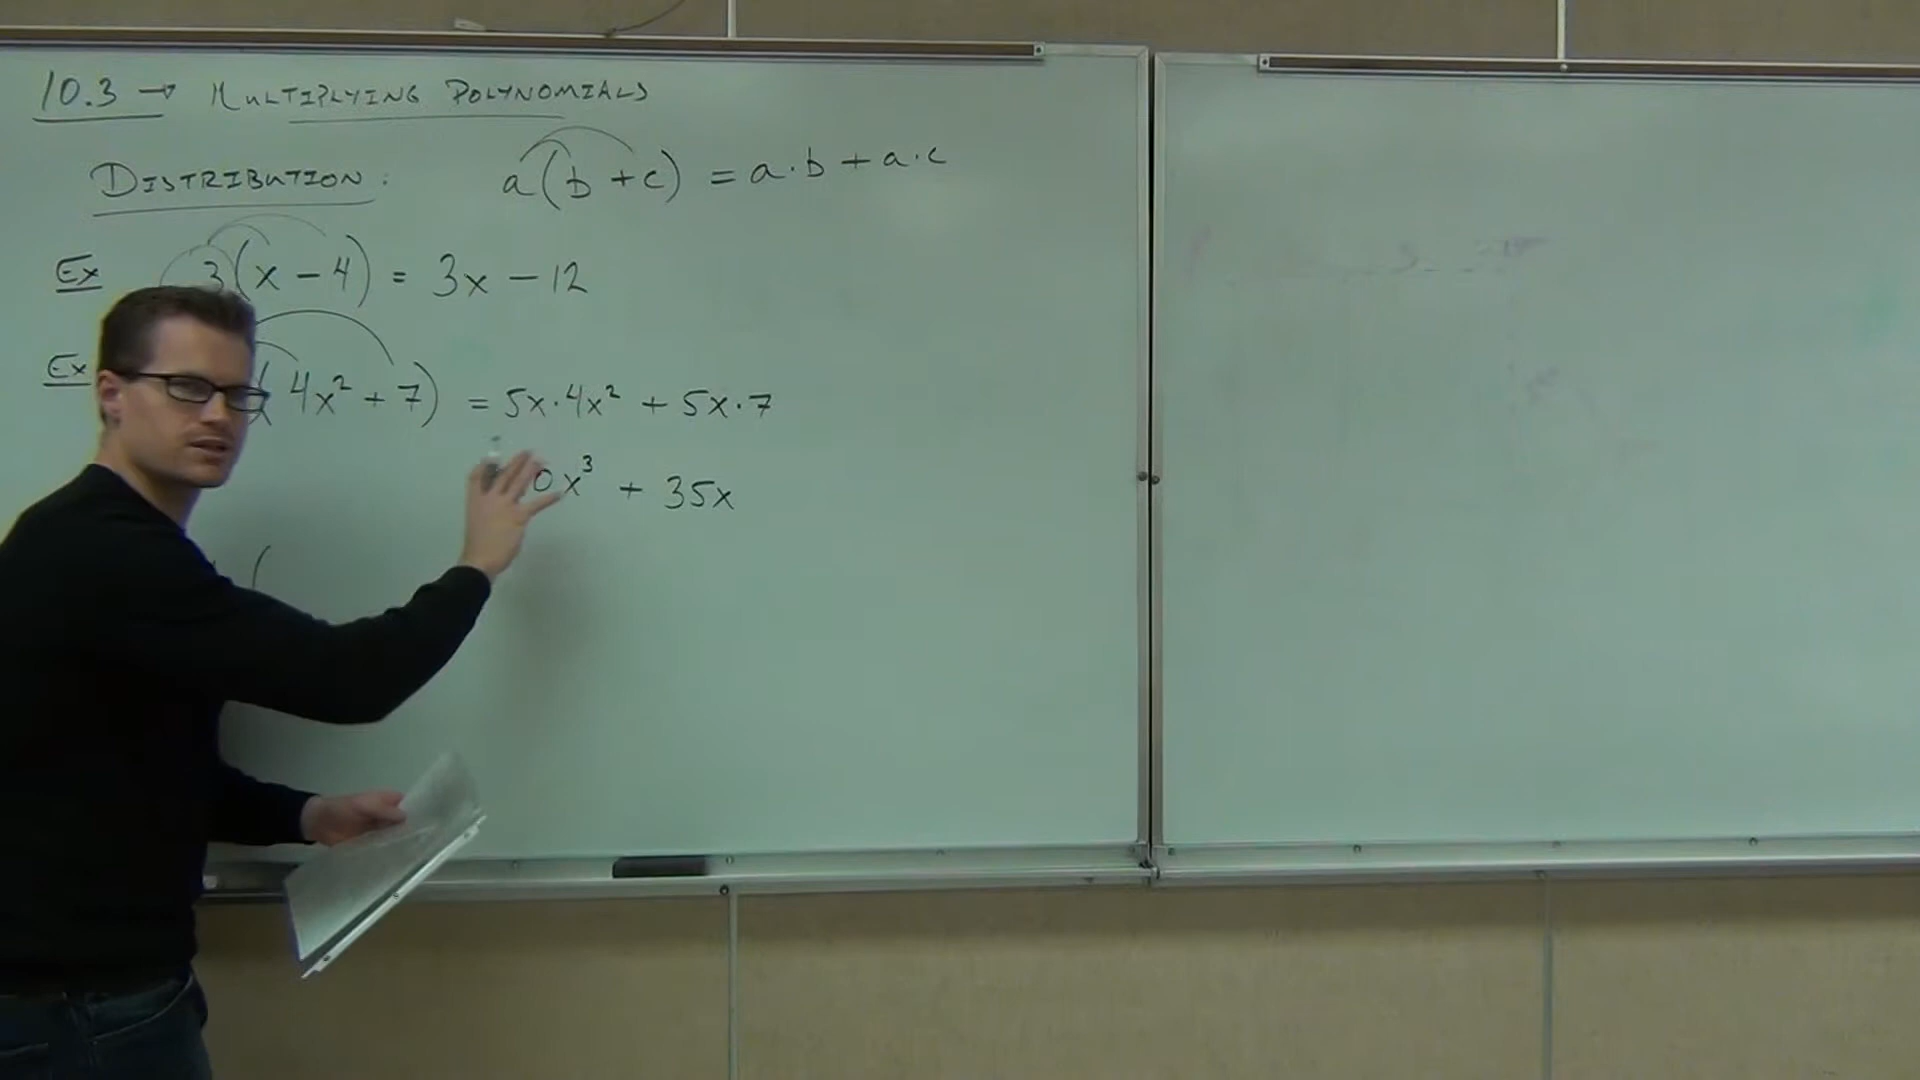 10.3 → MULTIPLYING POLYNOMIALS
DISTRIBUTION: a(b + c) = a·b + a·c
Ex 3(x - 4) = 3x - 12
Ex (4x² + 7) = 5x·4x² + 5x·7
0x³ + 35x
(